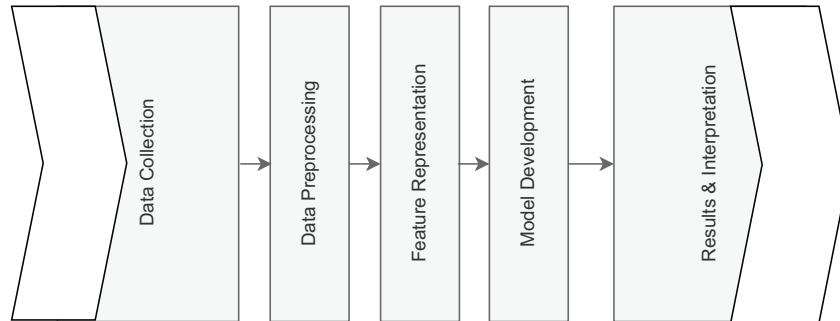 Data Collection
Data Preprocessing
Feature Representation
Model Development
Results & Interpretation